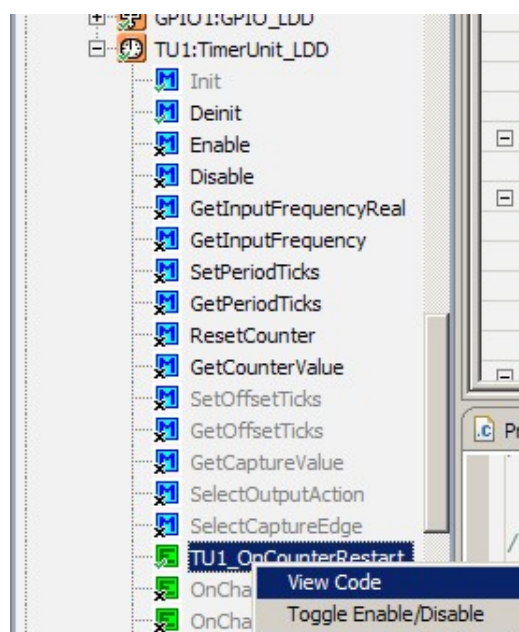 GPIO1:GPIO_LDD
TU1:TimerUnit_LDD
Init
Deinit
Enable
Disable
GetInputFrequencyReal
GetInputFrequency
SetPeriodTicks
GetPeriodTicks
ResetCounter
GetCounterValue
SetOffsetTicks
GetOffsetTicks
.c Pr
GetCaptureValue
SelectOutputAction
SelectCaptureEdge
TU1_OnCounterRestart
/
OnCha
View Code
OnCha
Toggle Enable/Disable